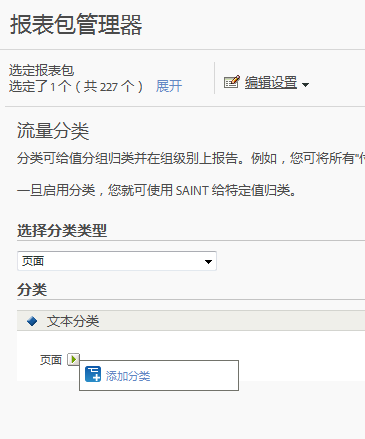 报表包管理器
选定报表包
选定了 1 个（共 227 个） 展开
编辑设置
流量分类
分类可给值分组归类并在组级别上报告。例如，您可将所有"
一旦启用分类，您就可使用 SAINT 给特定值归类。
选择分类类型
页面
分类
文本分类
页面
添加分类